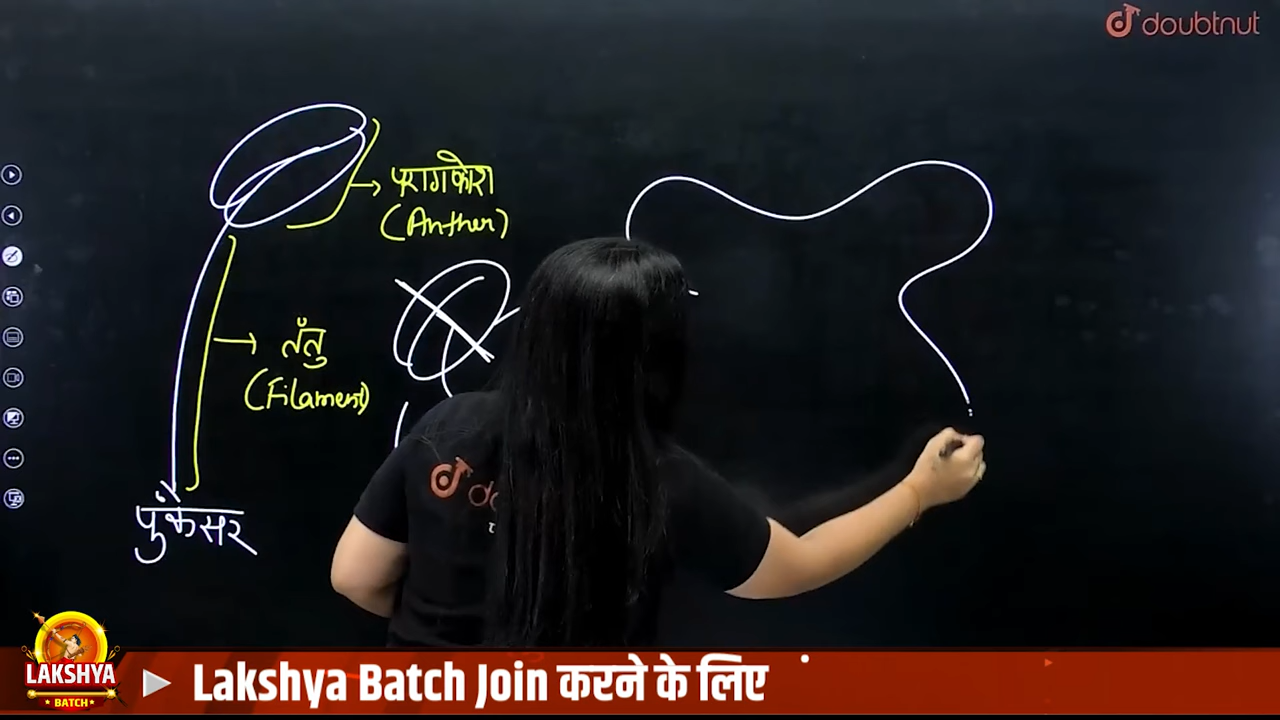 doubtnut
परागकोश
(Anther)
तंतु
(Filament)
पुंकेसर
LAKSHYA
BATCH
Lakshya Batch Join करने के लिए